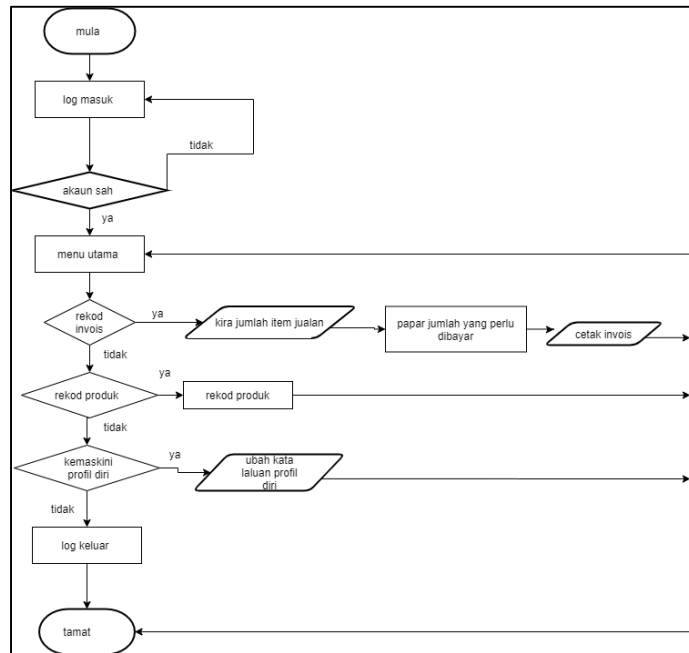 mula
log masuk
tidak
akaun sah
ya
menu utama
rekod
invois
ya
kira jumlah item jualan
papar jumlah yang perlu
dibayar
cetak invois
tidak
rekod produk
ya
rekod produk
tidak
kemaskini
profil diri
ya
ubah kata
laluan profil
diri
tidak
log keluar
tamat